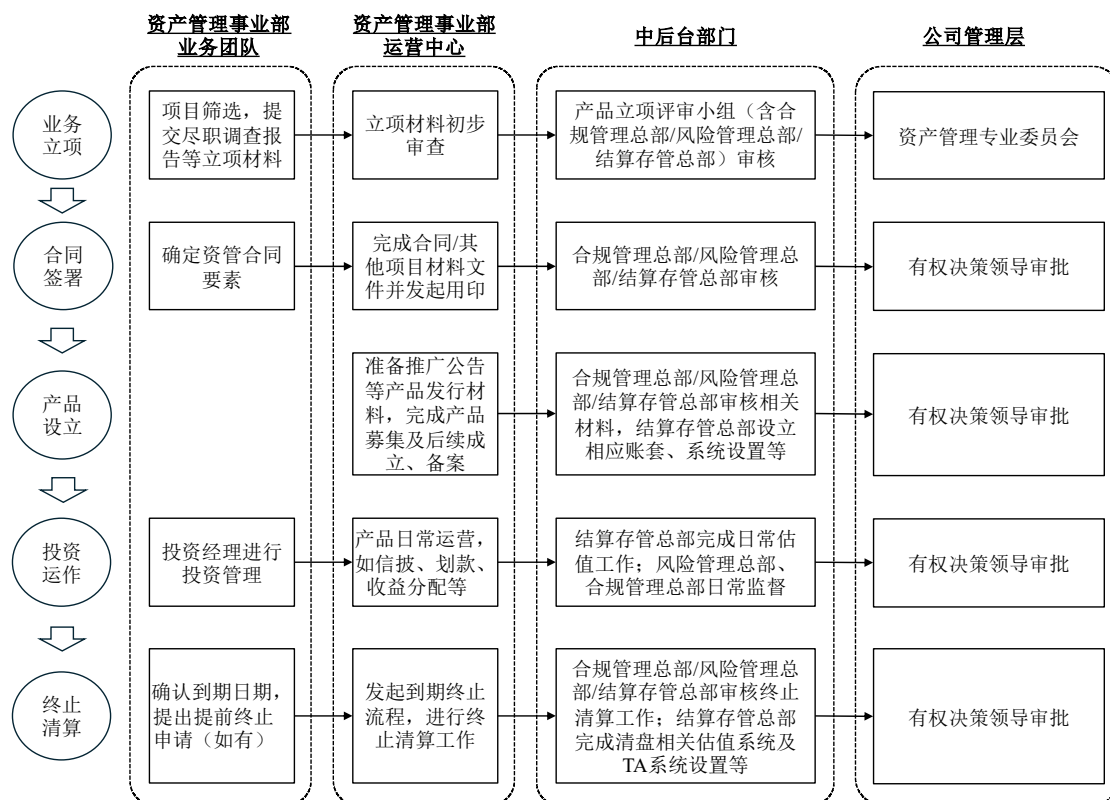 资产管理事业部
业务团队
资产管理事业部
运营中心
中后台部门
公司管理层
业务
立项
项目筛选，提
交尽职调查报
告等立项材料
立项材料初步
审查
产品立项评审小组（含合
规管理总部/风险管理总部/
结算存管总部）审核
资产管理专业委员会
合同
签署
确定资管合同
要素
完成合同/其
他项目材料文
件并发起用印
合规管理总部/风险管理总
部/结算存管总部审核
有权决策领导审批
产品
设立
准备推广公告
等产品发行材
料，完成产品
募集及后续成
立、备案
合规管理总部/风险管理总
部/结算存管总部审核相关
材料，结算存管总部设立
相应账套、系统设置等
有权决策领导审批
投资
运作
投资经理进行
投资管理
产品日常运营，
如信披、划款、
收益分配等
结算存管总部完成日常估
值工作；风险管理总部、
合规管理总部日常监督
有权决策领导审批
终止
清算
确认到期日期，
提出提前终止
申请（如有）
发起到期终止
流程，进行终
止清算工作
合规管理总部/风险管理总
部/结算存管总部审核终止
清算工作；结算存管总部
完成清盘相关估值系统及
TA系统设置等
有权决策领导审批